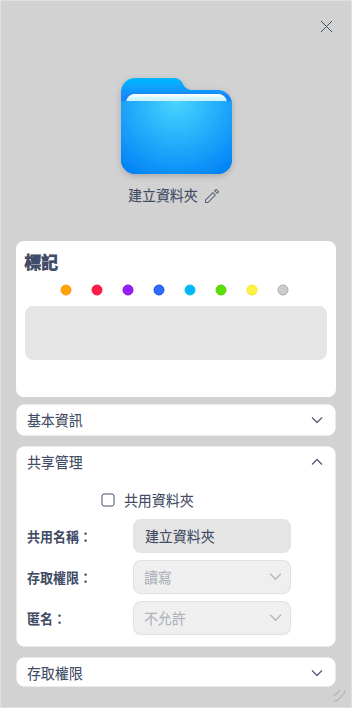 建立資料夾
標記
基本資訊
共享管理
共用資料夾
共用名稱：
建立資料夾
存取權限：
讀寫
匿名：
不允許
存取權限